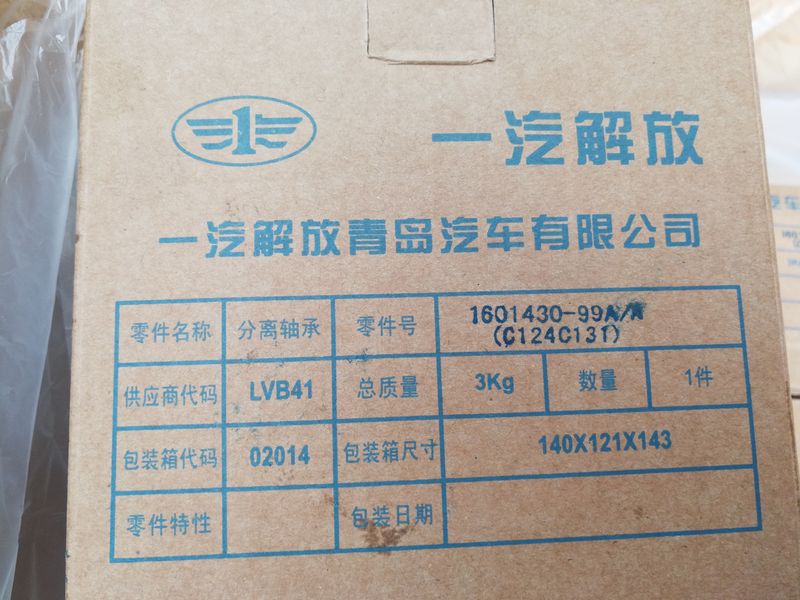 一汽解放
一汽解放青岛汽车有限公司
零件名称 分离轴承 零件号 1601430-99A/A
(C124C131)
供应商代码 LVB41 总质量 3Kg 数量 1件
包装箱代码 02014 包装箱尺寸 140X121X143
零件特性 包装日期
汽车